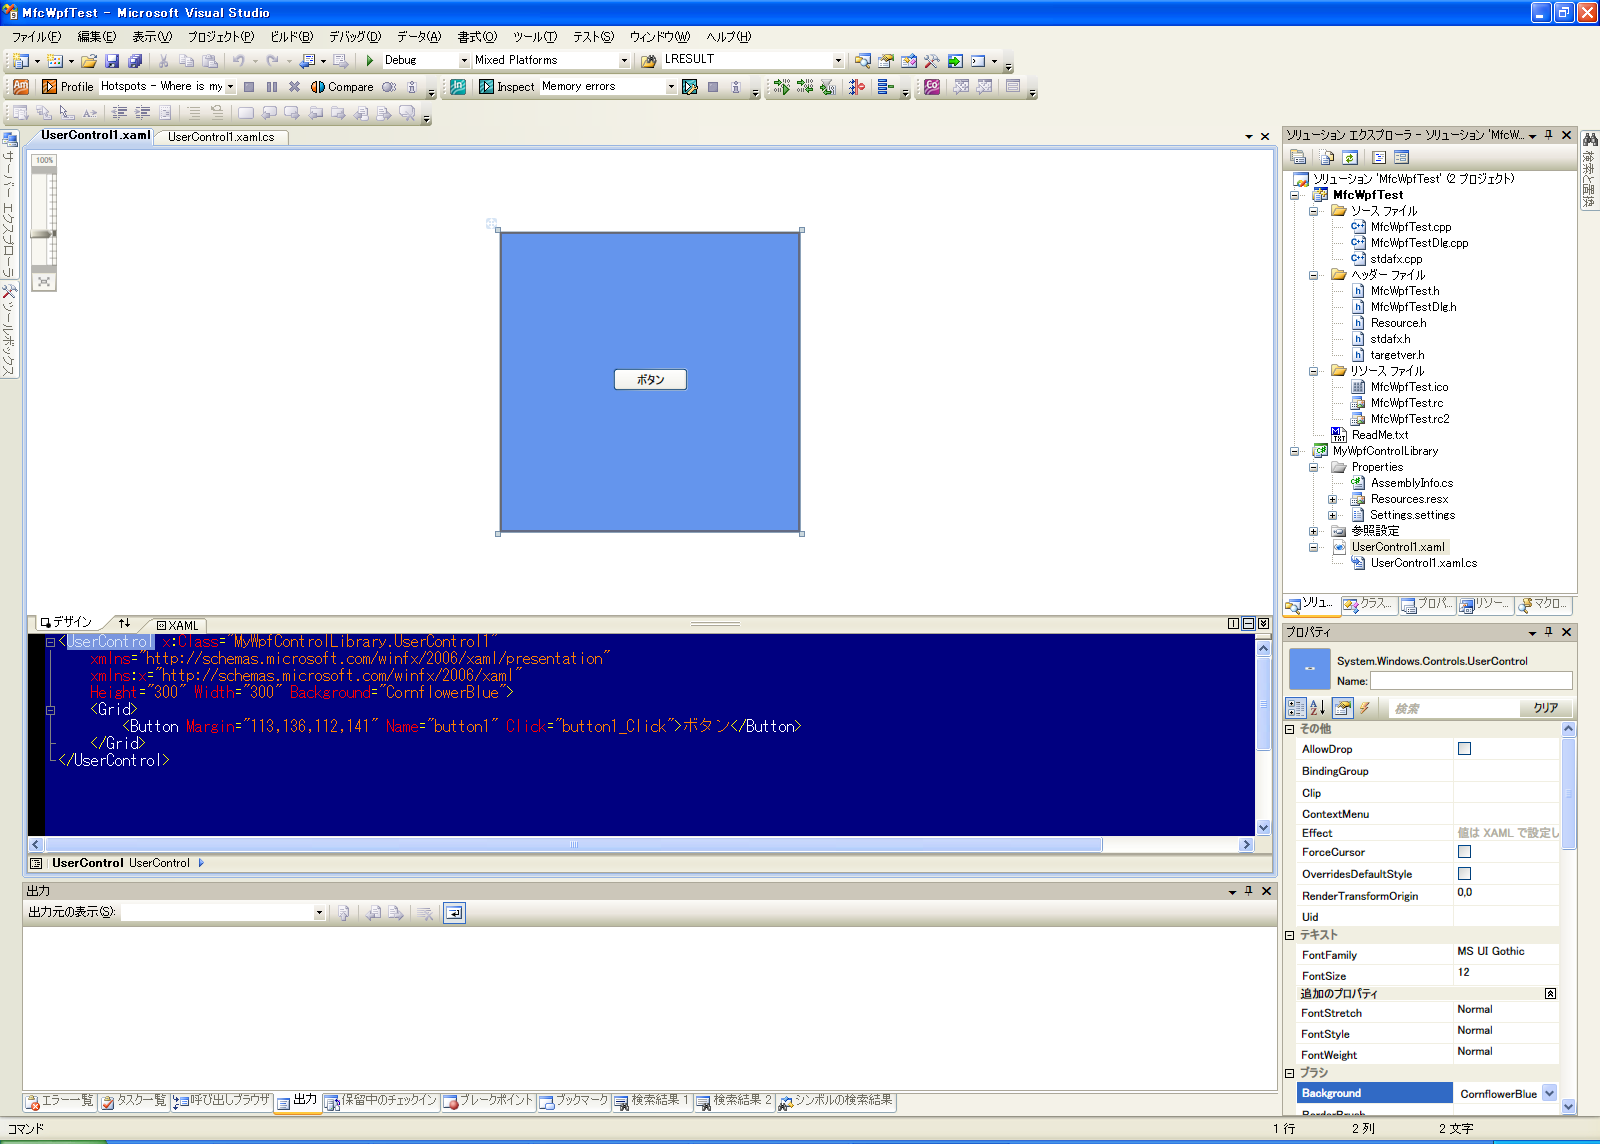 MfcWpfTest - Microsoft Visual Studio
ファイル(F) 編集(E) 表示(V) プロジェクト(P) ビルド(B) デバッグ(D) データ(A) 書式(O) ツール(T) テスト(S) ウィンドウ(W) ヘルプ(H)
Debug Mixed Platforms LRESULT
Am Profile Hotspots - Where is my Compare In Inspect Memory errors Co
UserControl1.xaml UserControl1.xaml.cs
サーバー エクスプローラ
ツールボックス
100%
ボタン
デザイン XAML
<UserControl x:Class="MyWpfControlLibrary.UserControl1"
xmlns="http://schemas.microsoft.com/winfx/2006/xaml/presentation"
xmlns:x="http://schemas.microsoft.com/winfx/2006/xaml"
Height="300" Width="300" Background="CornflowerBlue">
<Grid>
<Button Margin="113,136,112,141" Name="button1" Click="button1_Click">ボタン</Button>
</Grid>
</UserControl>
UserControl UserControl
出力
出力元の表示(S):
エラー一覧 タスク一覧 呼び出しブラウザ 出力 保留中のチェックイン ブレークポイント ブックマーク 検索結果 1 検索結果 2 シンボルの検索結果
コマンド 1 行 2 列 2 文字
ソリューション エクスプローラ - ソリューション 'MfcW...
検索と置換
ソリューション 'MfcWpfTest' (2 プロジェクト)
MfcWpfTest
ソース ファイル
MfcWpfTest.cpp
MfcWpfTestDlg.cpp
stdafx.cpp
ヘッダー ファイル
MfcWpfTest.h
MfcWpfTestDlg.h
Resource.h
stdafx.h
targetver.h
リソース ファイル
MfcWpfTest.ico
MfcWpfTest.rc
MfcWpfTest.rc2
ReadMe.txt
MyWpfControlLibrary
Properties
AssemblyInfo.cs
Resources.resx
Settings.settings
参照設定
UserControl1.xaml
UserControl1.xaml.cs
ソリュ... クラス... プロパ... リソー... マクロ...
プロパティ
System.Windows.Controls.UserControl
Name:
検索 クリア
その他
AllowDrop
BindingGroup
Clip
ContextMenu
Effect 値は XAML で設定し
ForceCursor
OverridesDefaultStyle
RenderTransformOrigin 0,0
Uid
テキスト
FontFamily MS UI Gothic
FontSize 12
追加のプロパティ
FontStretch Normal
FontStyle Normal
FontWeight Normal
ブラシ
Background CornflowerBlue
BorderBrush